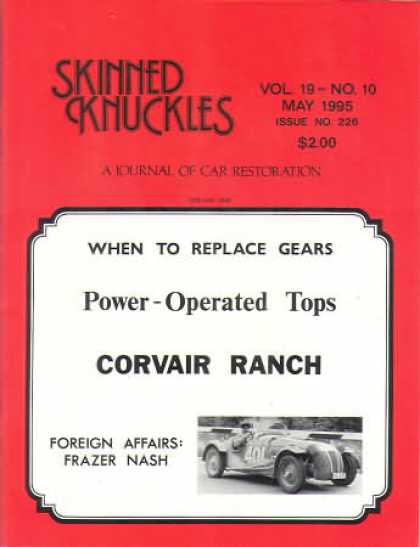 SKINNED
KNUCKLES
VOL. 19 - NO. 10
MAY 1995
ISSUE NO. 226
$2.00
A JOURNAL OF CAR RESTORATION
WHEN TO REPLACE GEARS
Power-Operated Tops
CORVAIR RANCH
FOREIGN AFFAIRS:
FRAZER NASH